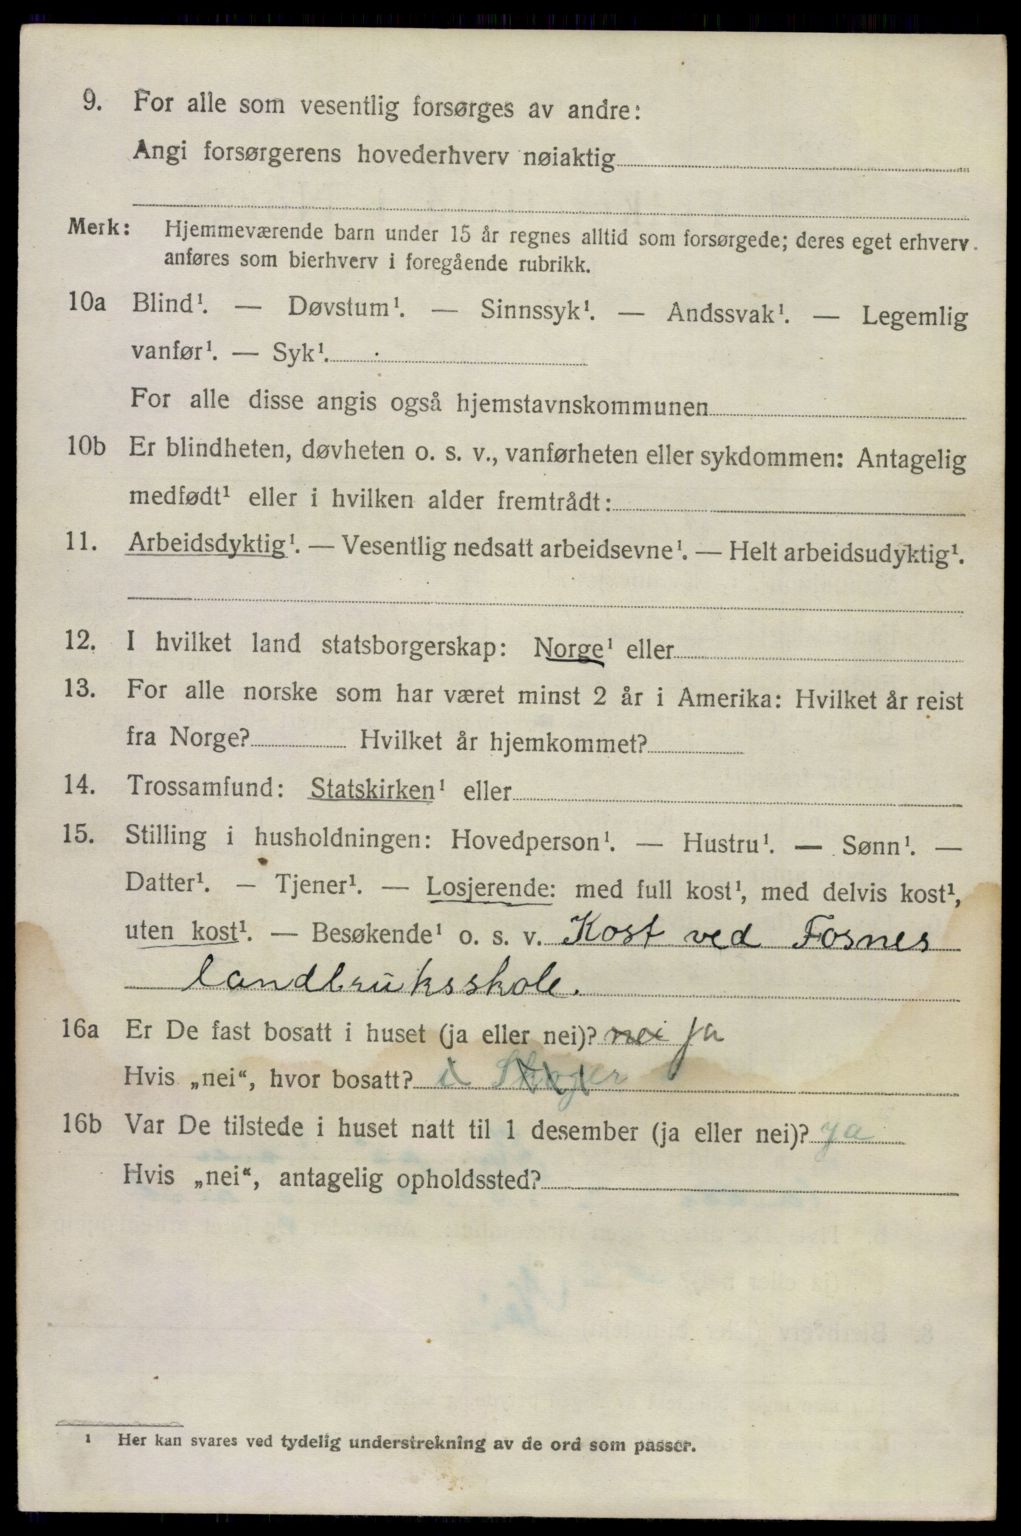 9. For alle som vesentlig forsørges av andre:
Angi forsørgerens hovederhverv nøiaktig
Merk: Hjemmeværende barn under 15 år regnes alltid som forsørgede; deres eget erhverv
anføres som bierhverv i foregående rubrikk.
10a Blind¹. — Døvstum¹. — Sinnssyk¹. — Andssvak¹. — Legemlig
vanfør¹. — Syk¹.
For alle disse angis også hjemstavnskommunen
10b Er blindheten, døvheten o. s. v., vanførheten eller sykdommen: Antagelig
medfødt¹ eller i hvilken alder fremtrådt:
11. Arbeidsdyktig¹. — Vesentlig nedsatt arbeidsevne¹. — Helt arbeidsudyktig¹.
12. I hvilket land statsborgerskap: Norge¹ eller
13. For alle norske som har været minst 2 år i Amerika: Hvilket år reist
fra Norge? Hvilket år hjemkommet?
14. Trossamfund: Statskirken¹ eller
15. Stilling i husholdningen: Hovedperson¹. — Hustru¹. — Sønn¹. —
Datter¹. — Tjener¹. — Losjerende: med full kost¹, med delvis kost¹,
uten kost¹. — Besøkende¹ o. s. v. Kost ved Fosnes
landbruksskole.
16a Er De fast bosatt i huset (ja eller nei)? nei ja
Hvis „nei“, hvor bosatt? i
16b Var De tilstede i huset natt til 1 desember (ja eller nei)? ja
Hvis „nei“, antagelig opholdssted?
¹ Her kan svares ved tydelig understrekning av de ord som passer.